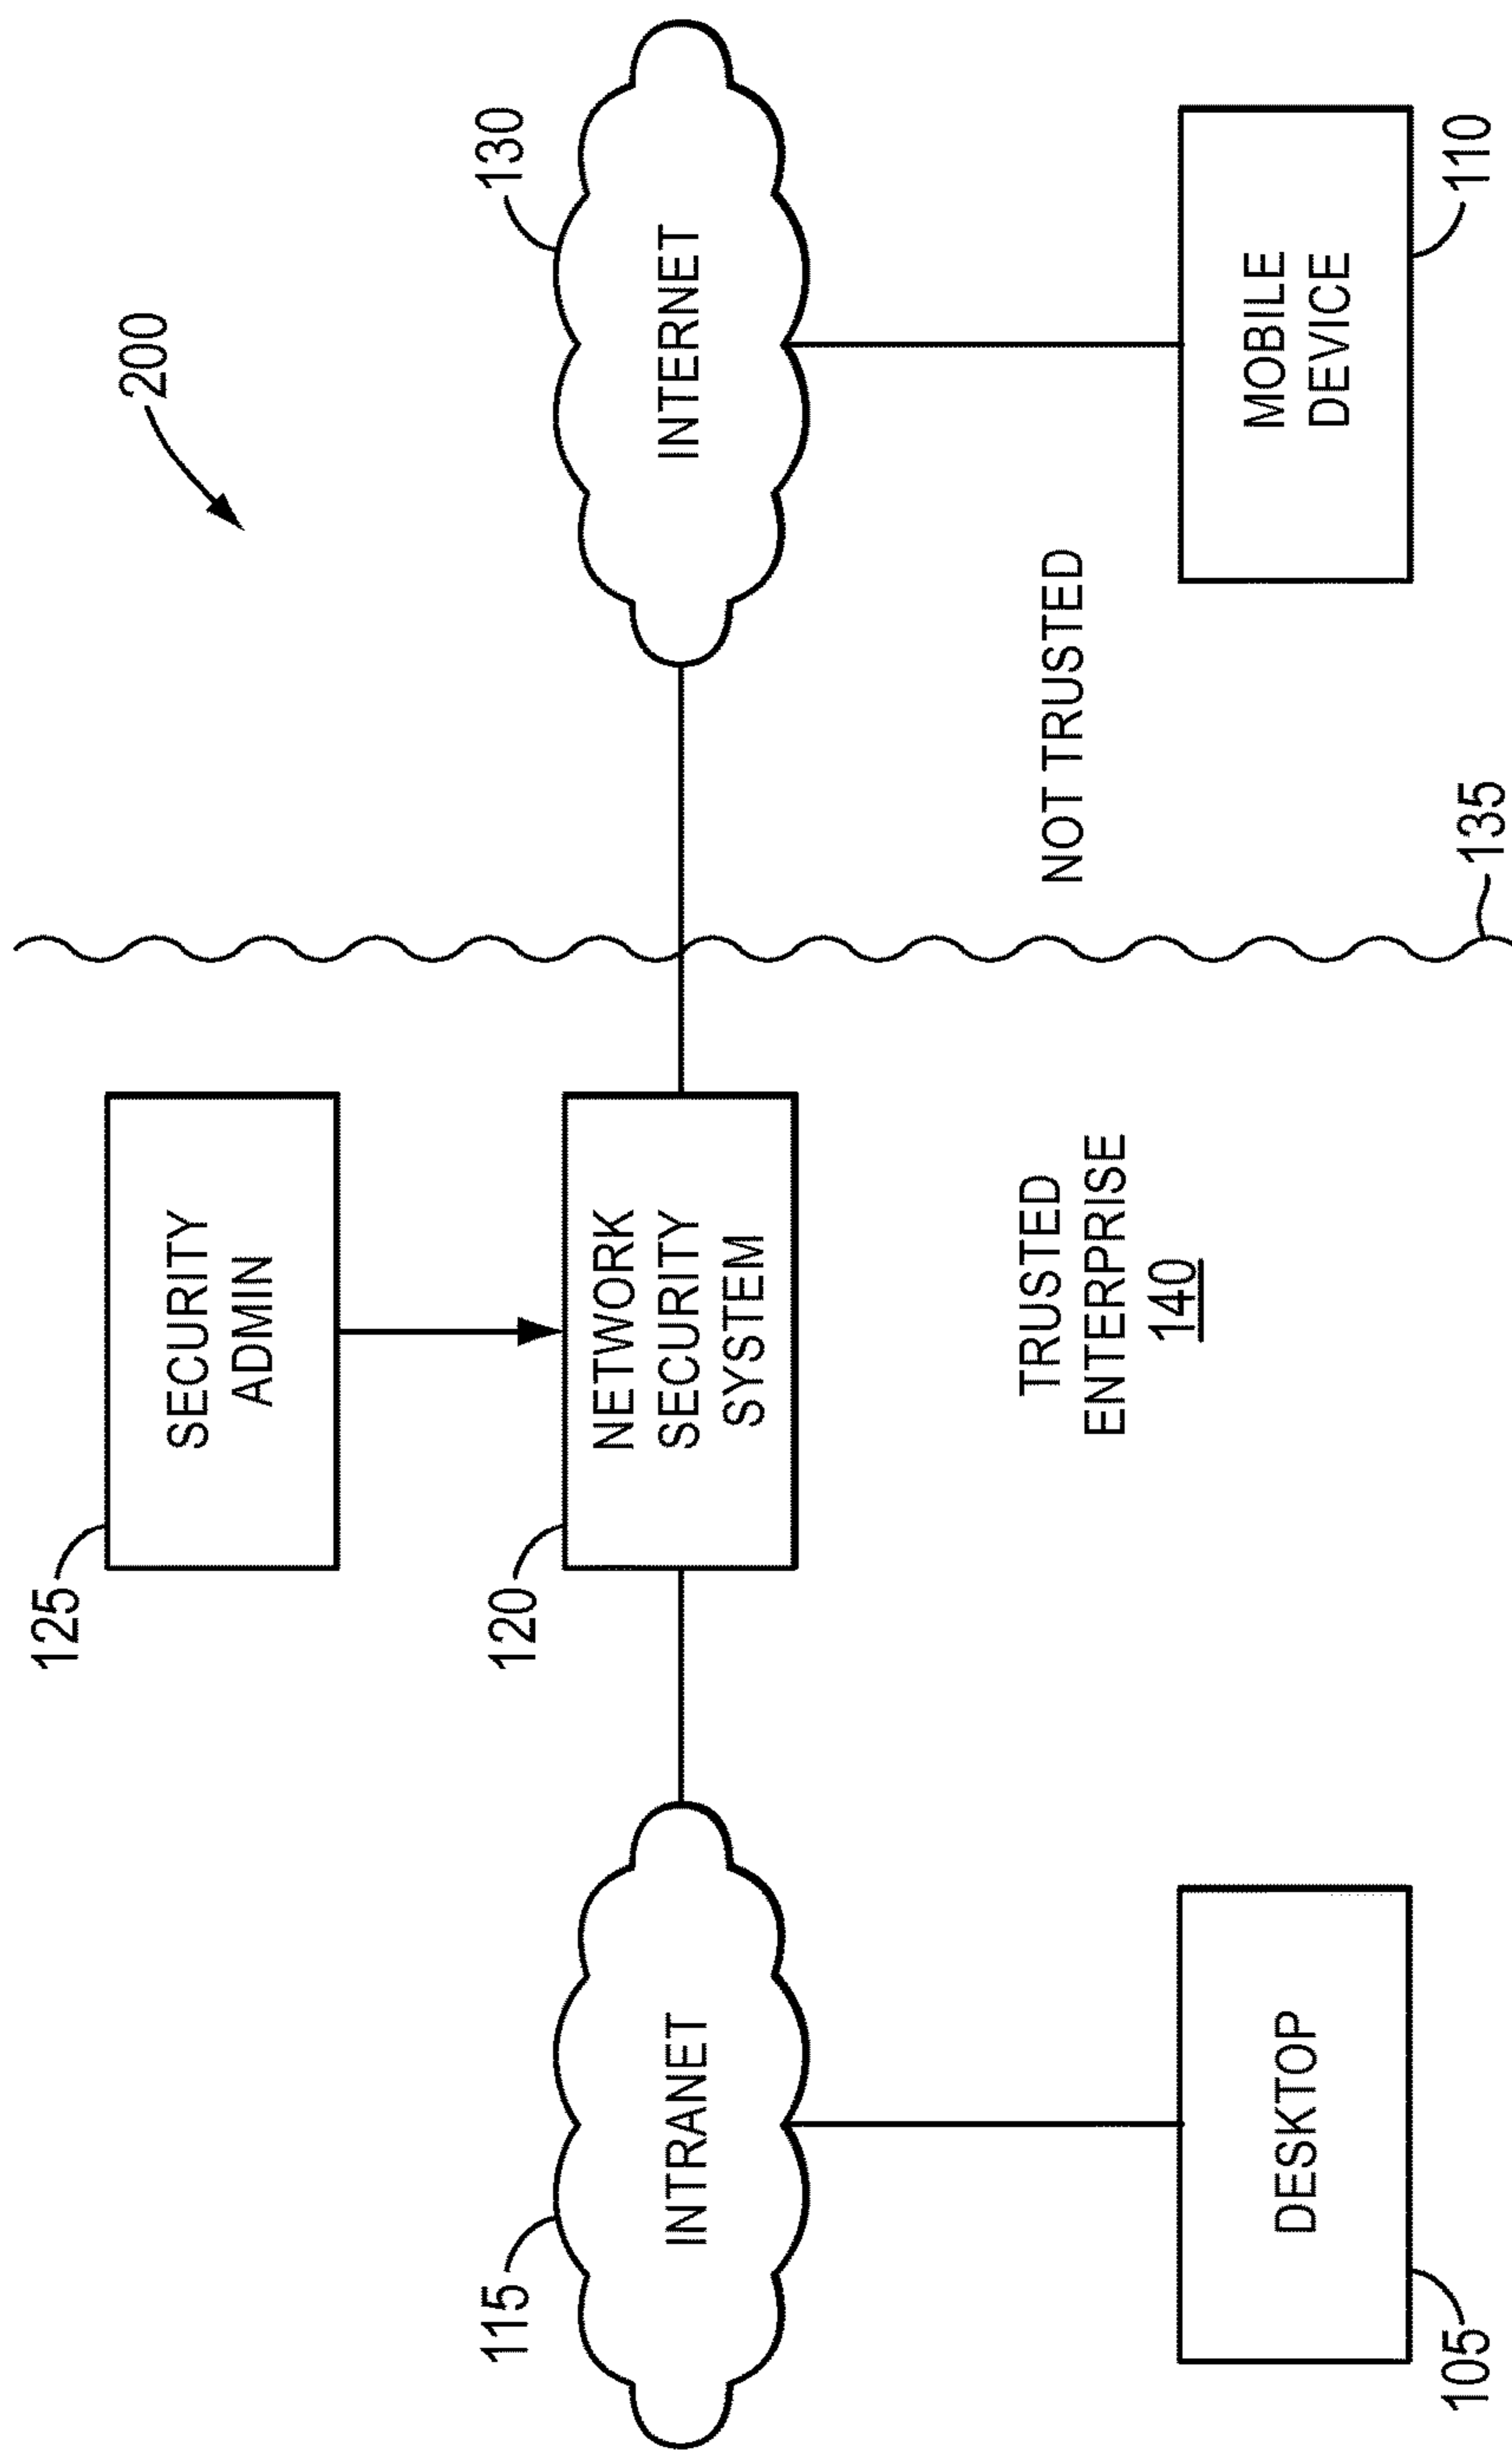 200
125
SECURITY
ADMIN
115
INTRANET
120
NETWORK
SECURITY
SYSTEM
130
INTERNET
TRUSTED
ENTERPRISE
140
NOT TRUSTED
DESKTOP
105
135
MOBILE
DEVICE
110